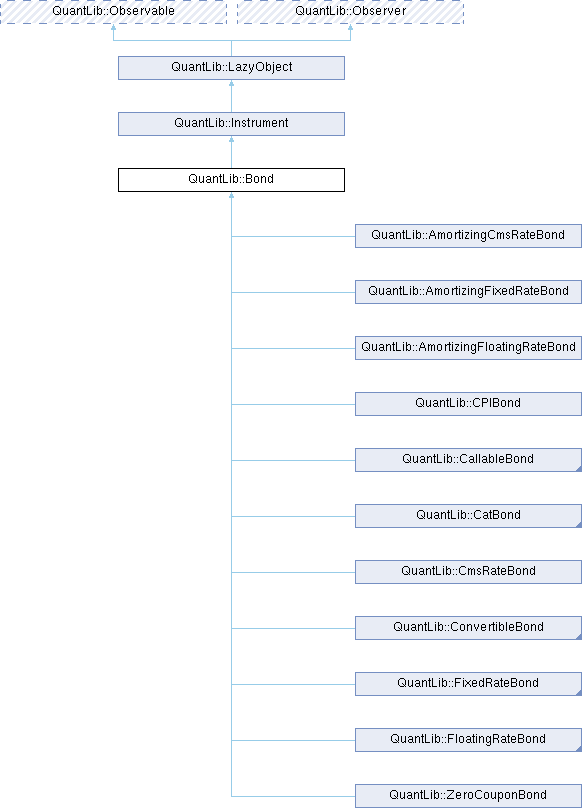 QuantLib::Observable
QuantLib::Observer
QuantLib::LazyObject
QuantLib::Instrument
QuantLib::Bond
QuantLib::AmortizingCmsRateBond
QuantLib::AmortizingFixedRateBond
QuantLib::AmortizingFloatingRateBond
QuantLib::CPIBond
QuantLib::CallableBond
QuantLib::CatBond
QuantLib::CmsRateBond
QuantLib::ConvertibleBond
QuantLib::FixedRateBond
QuantLib::FloatingRateBond
QuantLib::ZeroCouponBond